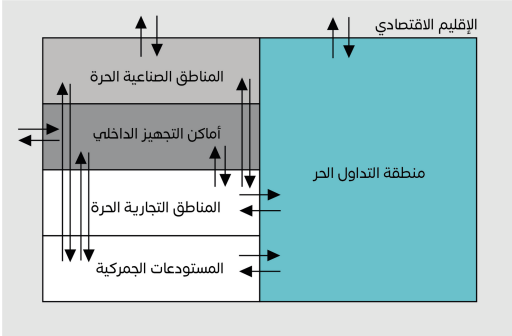 الإقليم الاقتصادي
المناطق الصناعية الحرة
أماكن التجهيز الداخلي
منطقة التداول الحر
المناطق التجارية الحرة
المستودعات الجمركية